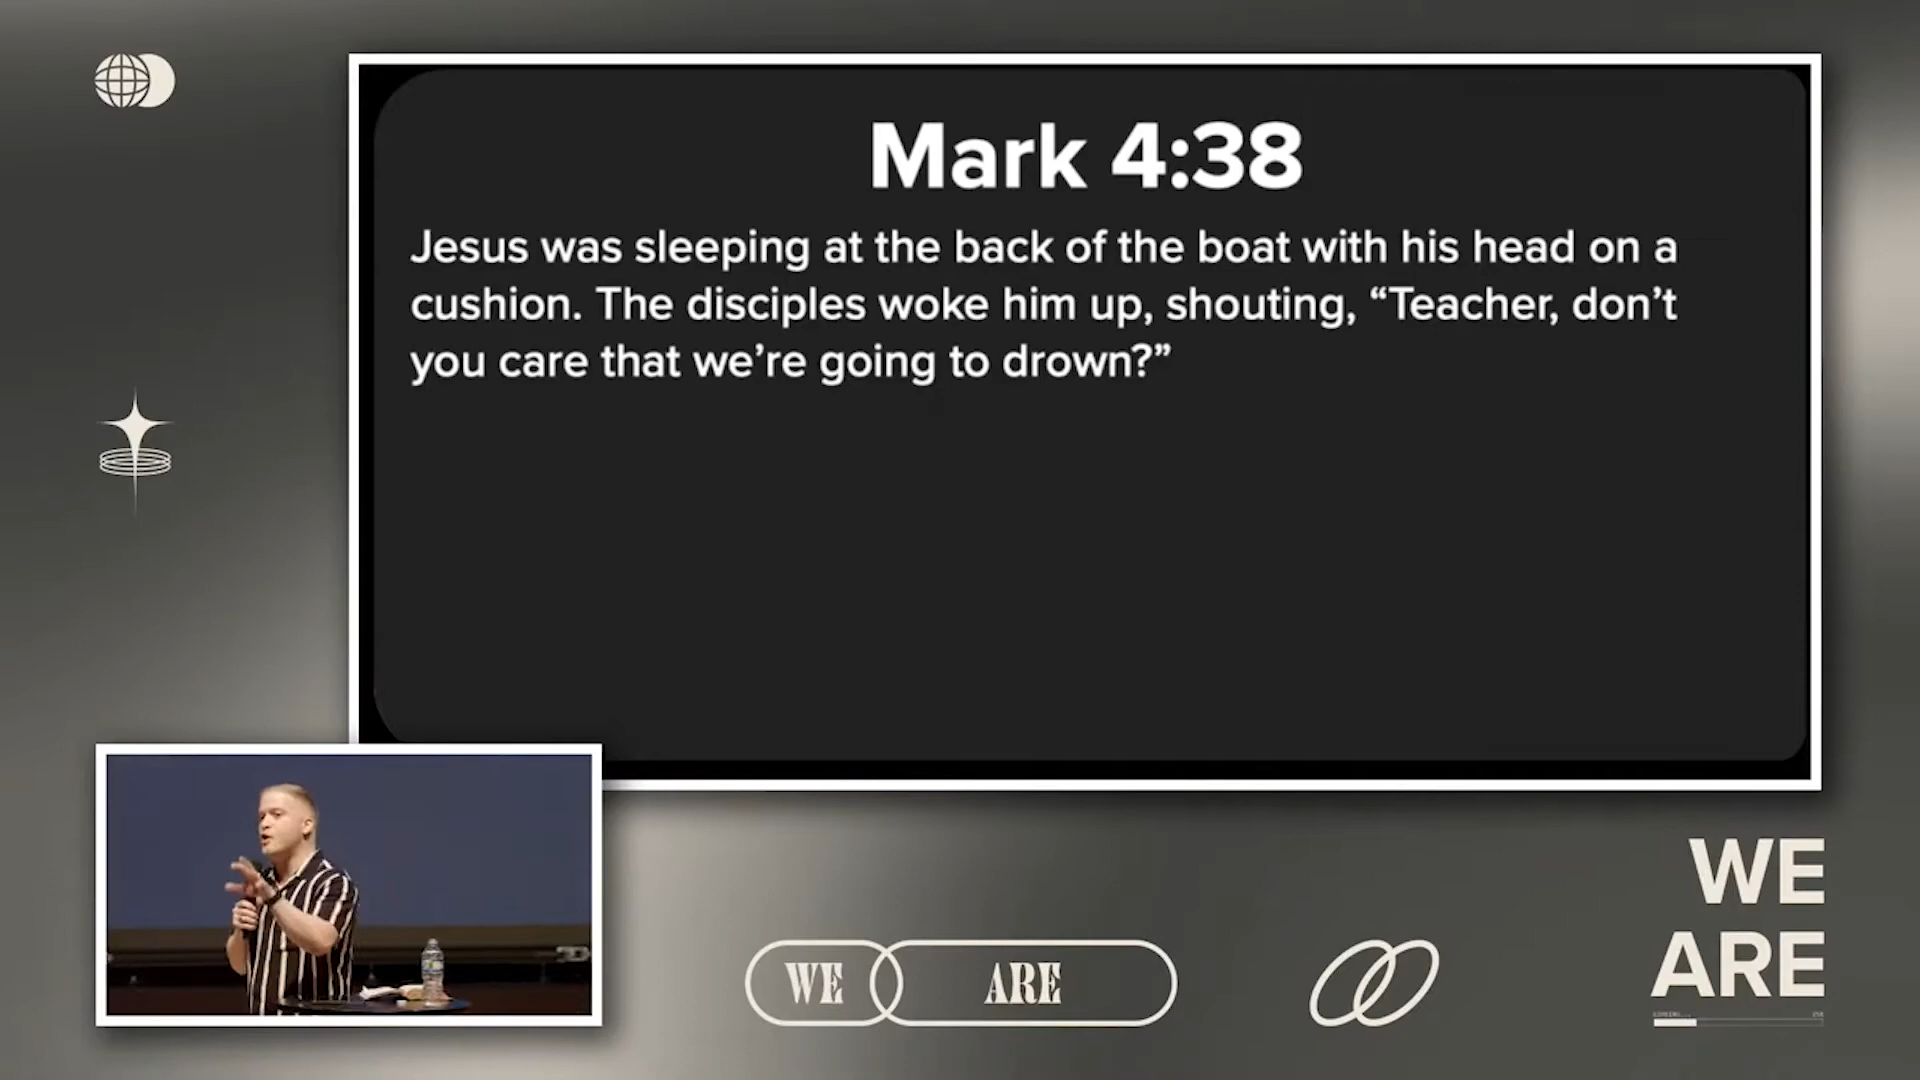 Mark 4:38
Jesus was sleeping at the back of the boat with his head on a
cushion. The disciples woke him up, shouting, “Teacher, don’t
you care that we’re going to drown?”
WE ARE
WE
ARE